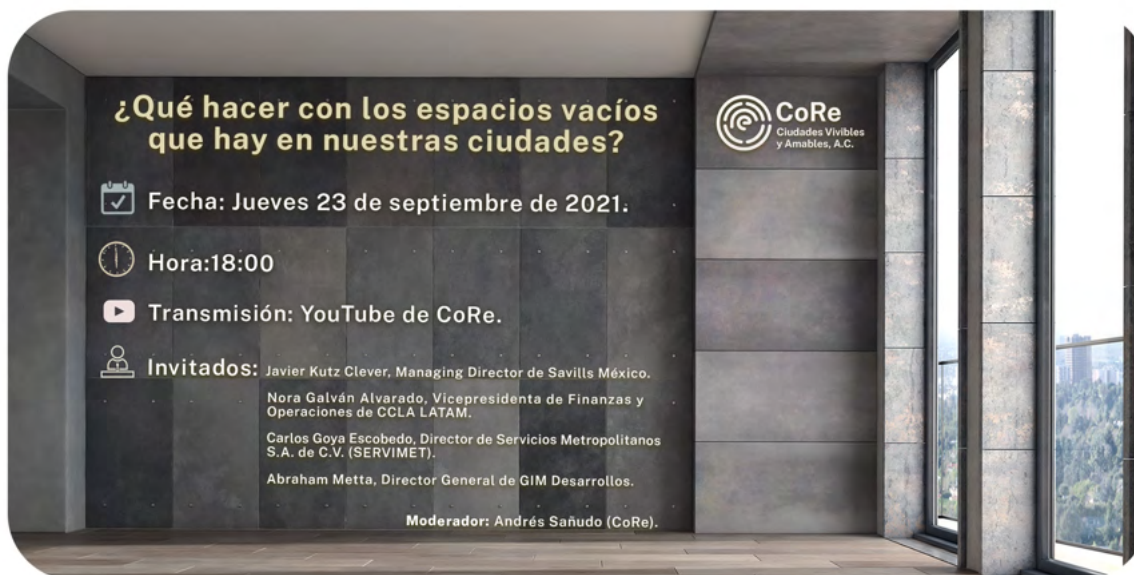 ¿Qué hacer con los espacios vacíos
que hay en nuestras ciudades?
CoRe
Ciudades Vivibles
y Amables, A.C.
Fecha: Jueves 23 de septiembre de 2021.
Hora:18:00
Transmisión: YouTube de CoRe.
Invitados: Javier Kutz Clever, Managing Director de Savills México.
Nora Galván Alvarado, Vicepresidenta de Finanzas y
Operaciones de CCLA LATAM.
Carlos Goya Escobedo, Director de Servicios Metropolitanos
S.A. de C.V. (SERVIMET).
Abraham Metta, Director General de GIM Desarrollos.
Moderador: Andrés Sañudo (CoRe).